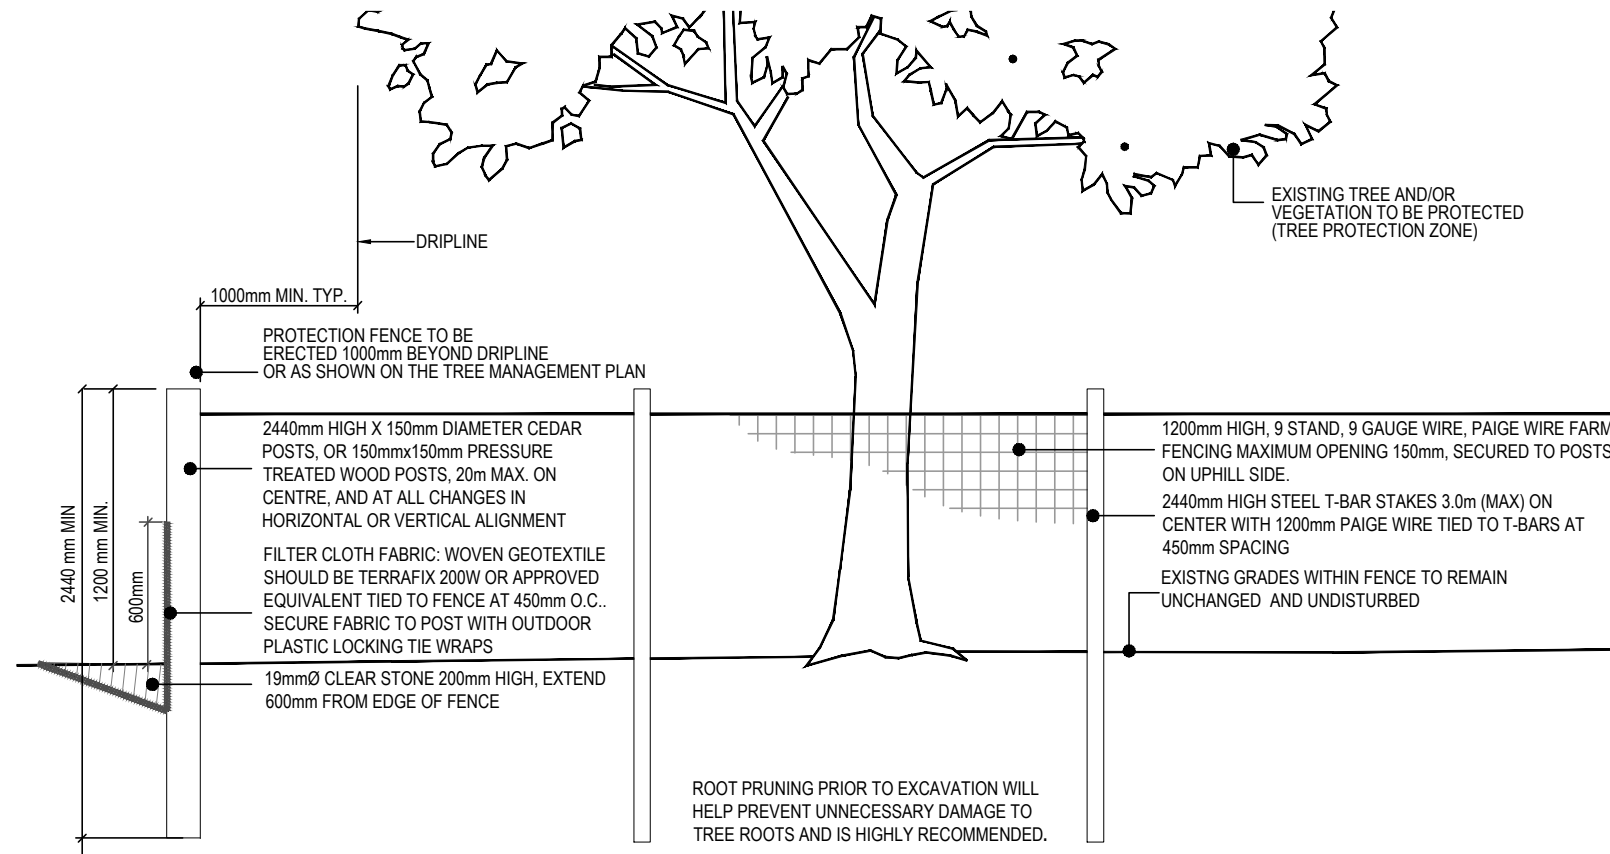 EXISTING TREE AND/OR
VEGETATION TO BE PROTECTED
(TREE PROTECTION ZONE)
DRIPLINE
1000mm MIN. TYP.
PROTECTION FENCE TO BE
ERECTED 1000mm BEYOND DRIPLINE
OR AS SHOWN ON THE TREE MANAGEMENT PLAN
2440mm HIGH X 150mm DIAMETER CEDAR
POSTS, OR 150mmx150mm PRESSURE
TREATED WOOD POSTS, 20m MAX. ON
CENTRE, AND AT ALL CHANGES IN
HORIZONTAL OR VERTICAL ALIGNMENT
FILTER CLOTH FABRIC: WOVEN GEOTEXTILE
SHOULD BE TERRAFIX 200W OR APPROVED
EQUIVALENT TIED TO FENCE AT 450mm O.C..
SECURE FABRIC TO POST WITH OUTDOOR
PLASTIC LOCKING TIE WRAPS
19mmØ CLEAR STONE 200mm HIGH, EXTEND
600mm FROM EDGE OF FENCE
2440 mm MIN
1200 mm MIN.
600mm
1200mm HIGH, 9 STAND, 9 GAUGE WIRE, PAIGE WIRE FARM
FENCING MAXIMUM OPENING 150mm, SECURED TO POSTS
ON UPHILL SIDE.
2440mm HIGH STEEL T-BAR STAKES 3.0m (MAX) ON
CENTER WITH 1200mm PAIGE WIRE TIED TO T-BARS AT
450mm SPACING
EXISTNG GRADES WITHIN FENCE TO REMAIN
UNCHANGED AND UNDISTURBED
ROOT PRUNING PRIOR TO EXCAVATION WILL
HELP PREVENT UNNECESSARY DAMAGE TO
TREE ROOTS AND IS HIGHLY RECOMMENDED.